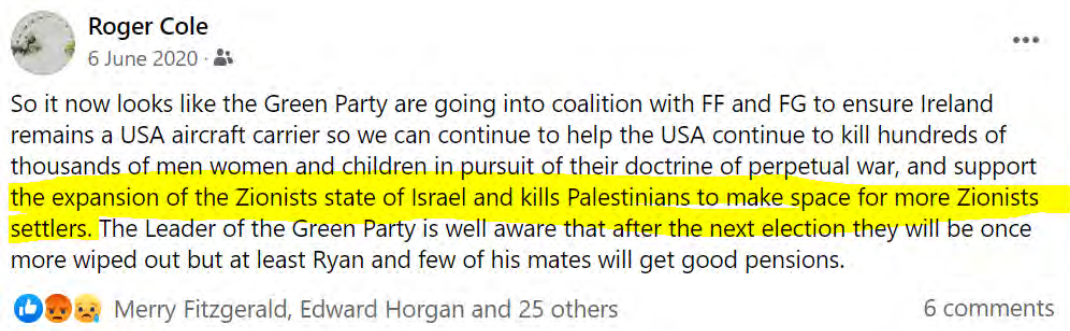 Roger Cole
6 June 2020 ·
So it now looks like the Green Party are going into coalition with FF and FG to ensure Ireland
remains a USA aircraft carrier so we can continue to help the USA continue to kill hundreds of
thousands of men women and children in pursuit of their doctrine of perpetual war, and support
the expansion of the Zionists state of Israel and kills Palestinians to make space for more Zionists
settlers. The Leader of the Green Party is well aware that after the next election they will be once
more wiped out but at least Ryan and few of his mates will get good pensions.
Merry Fitzgerald, Edward Horgan and 25 others 6 comments